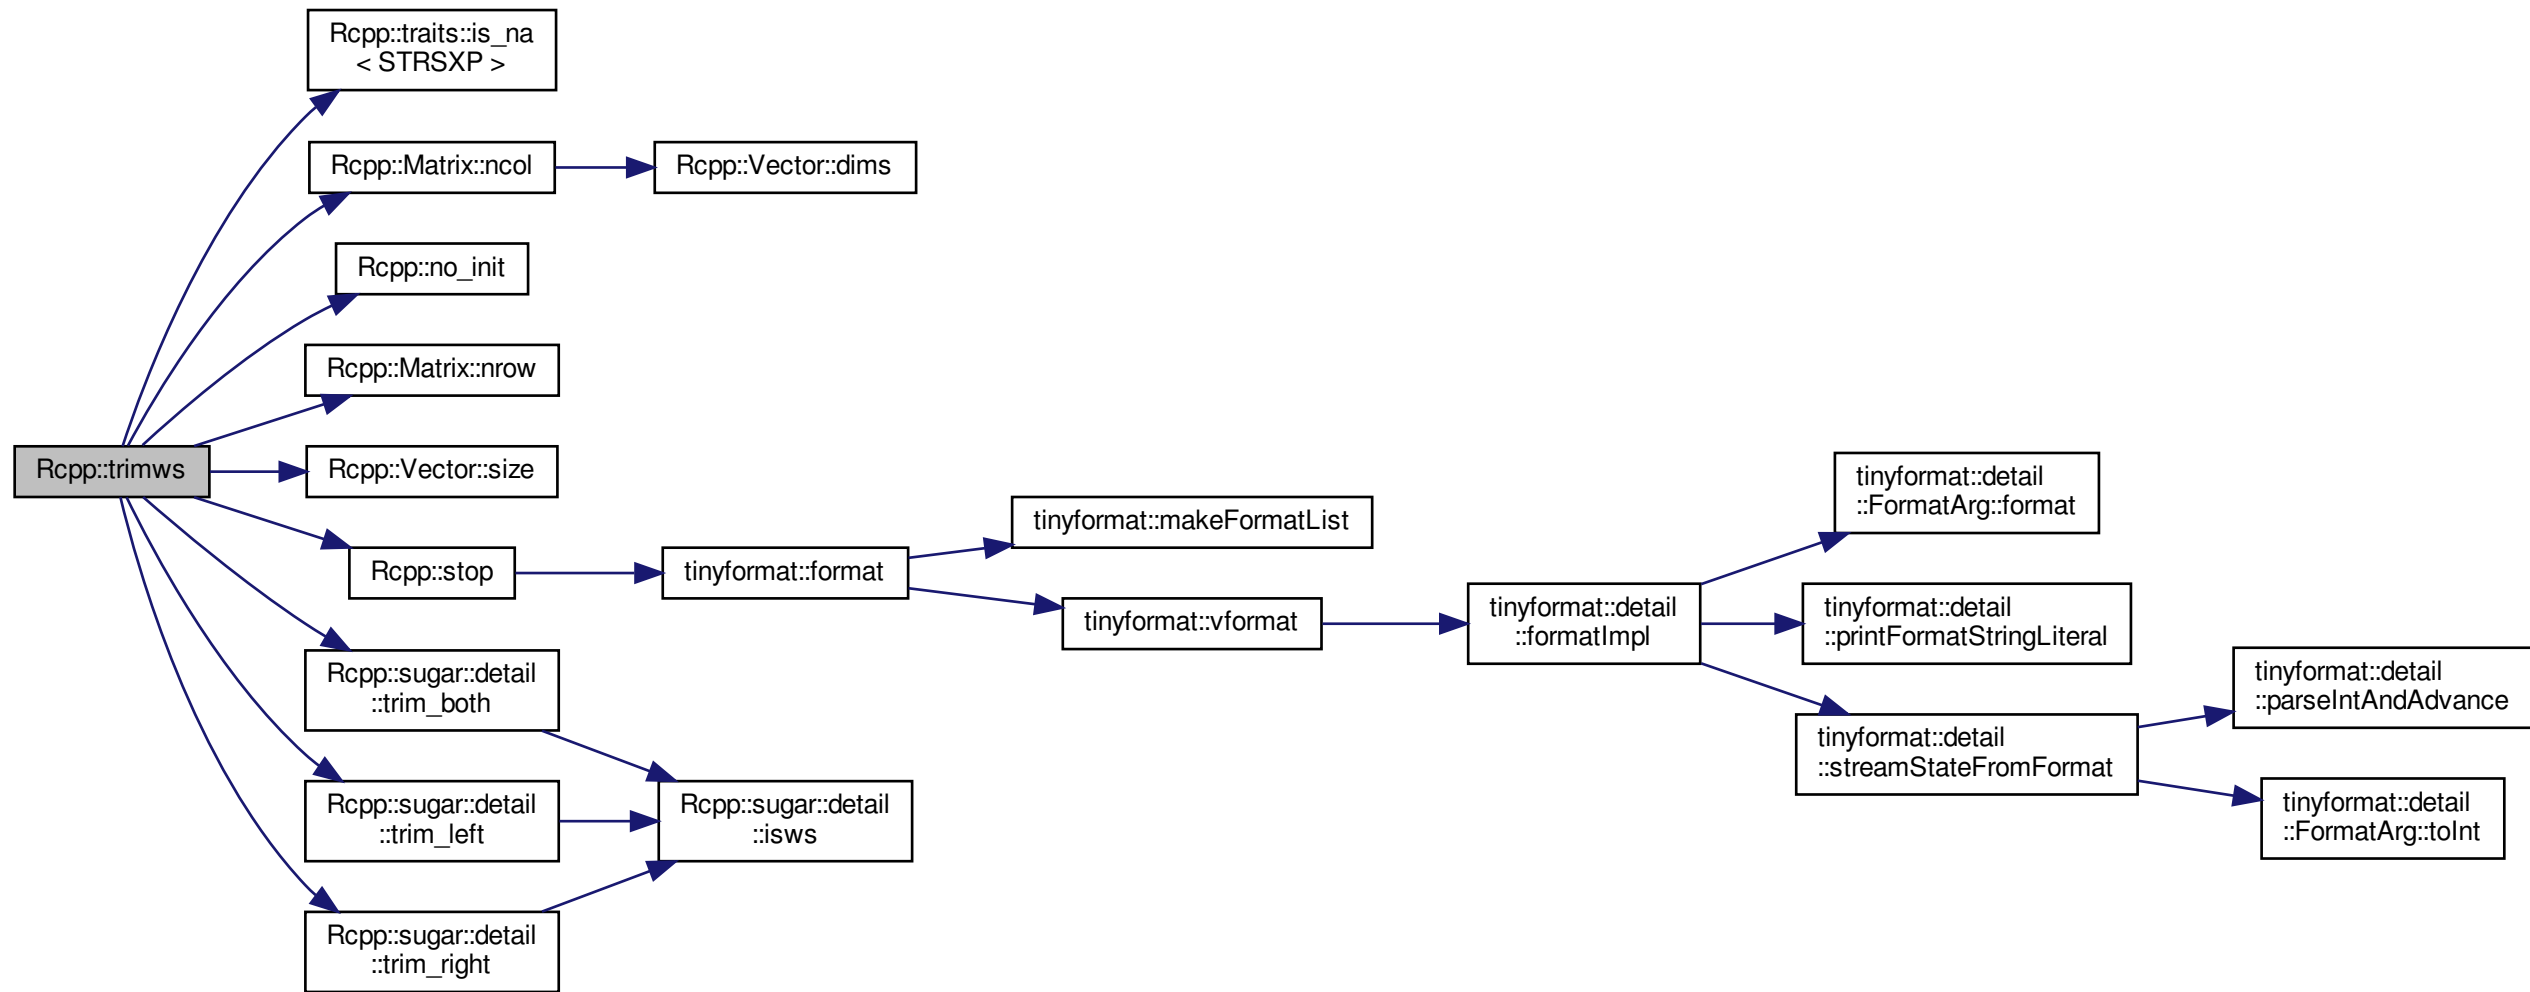 Rcpp::traits::is_na
< STRSXP >
Rcpp::Matrix::ncol
Rcpp::Vector::dims
Rcpp::no_init
Rcpp::Matrix::nrow
Rcpp::trimws
Rcpp::Vector::size
Rcpp::stop
tinyformat::format
tinyformat::makeFormatList
tinyformat::vformat
tinyformat::detail
::formatImpl
tinyformat::detail
::FormatArg::format
tinyformat::detail
::printFormatStringLiteral
tinyformat::detail
::streamStateFromFormat
tinyformat::detail
::parseIntAndAdvance
tinyformat::detail
::FormatArg::toInt
Rcpp::sugar::detail
::trim_both
Rcpp::sugar::detail
::trim_left
Rcpp::sugar::detail
::isws
Rcpp::sugar::detail
::trim_right